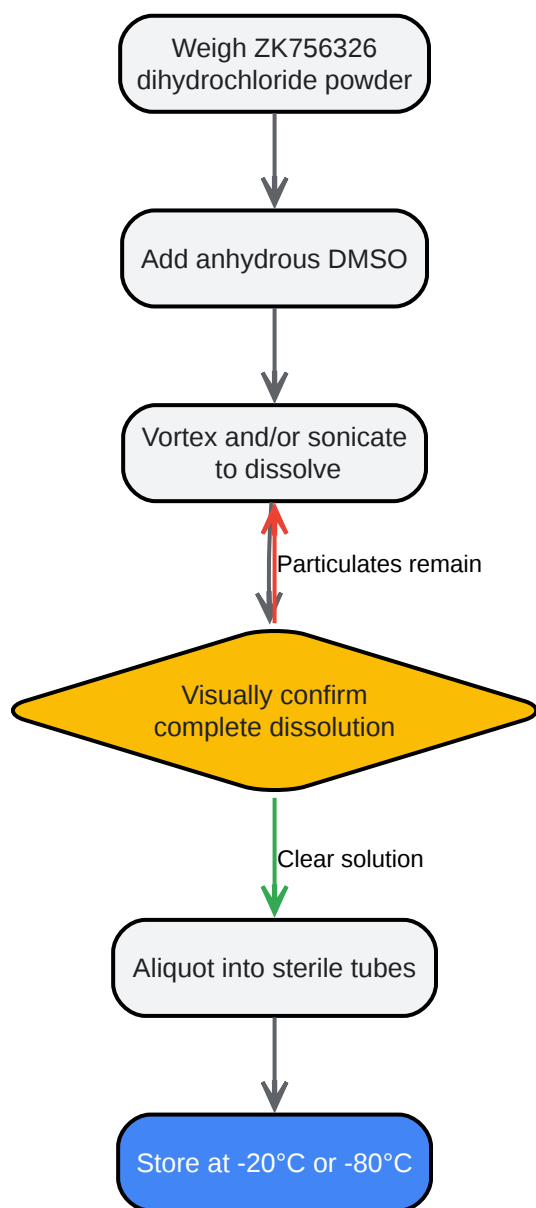 Weigh ZK756326
dihydrochloride powder
Add anhydrous DMSO
Vortex and/or sonicate
to dissolve
Particulates remain
Visually confirm
complete dissolution
Clear solution
Aliquot into sterile tubes
Store at -20°C or -80°C